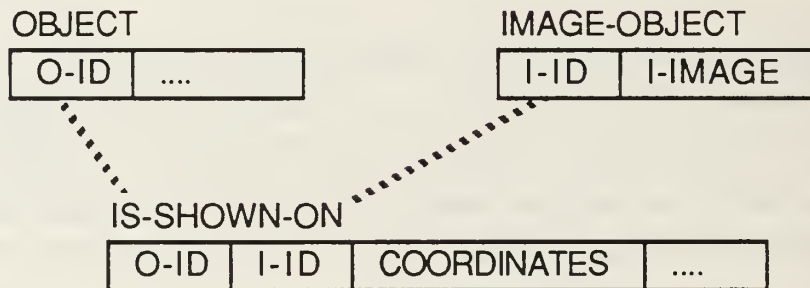 OBJECT IMAGE-OBJECT
O-ID .... I-ID I-IMAGE
IS-SHOWN-ON
O-ID I-ID COORDINATES ....